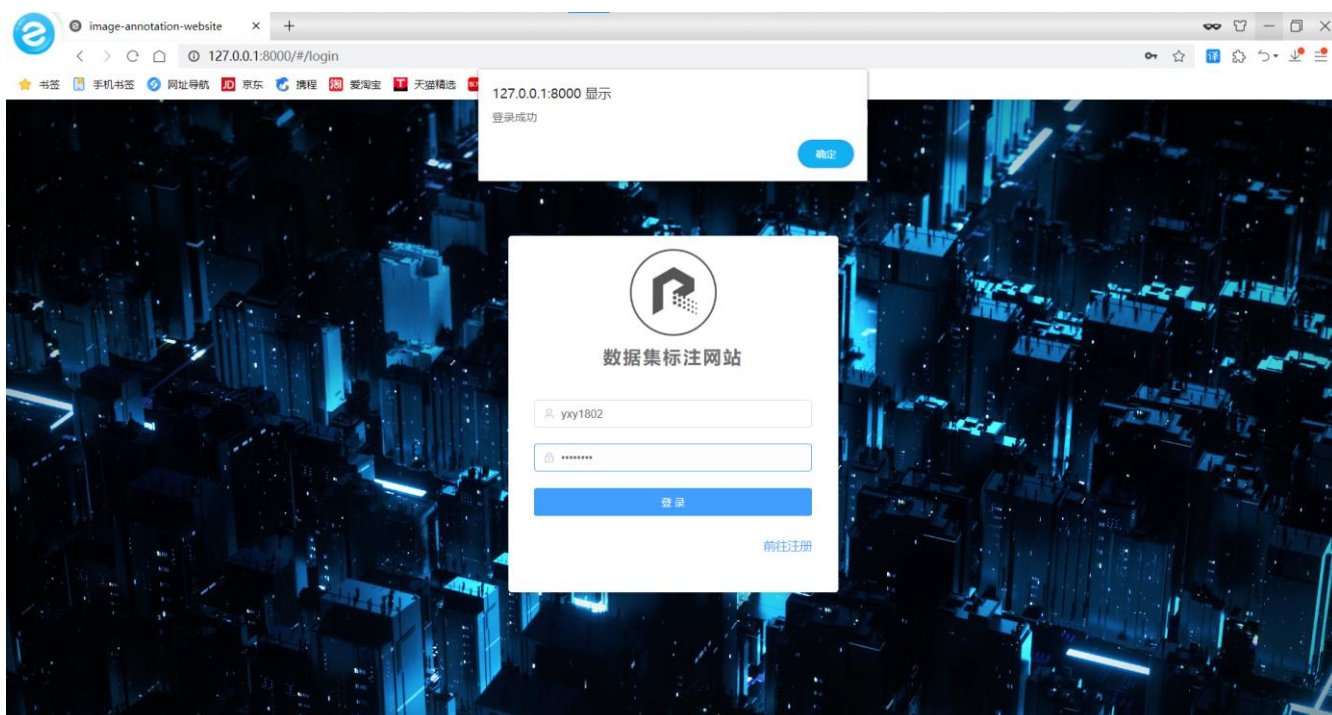 image-annotation-website
127.0.0.1:8000/#/login
译
书签 手机书签 网址导航 JD 京东 携程 淘 爱淘宝 T 天猫精选
127.0.0.1:8000 显示
登录成功
确定
数据集标注网站
yxy1802
••••••••
登录
前往注册